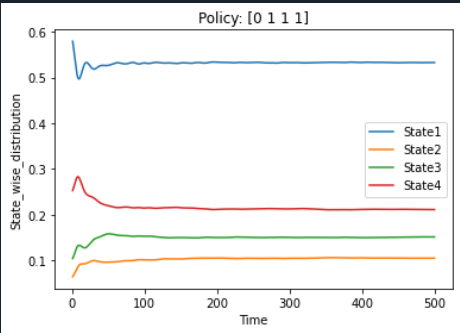 Policy: [0 1 1 1]
0.6
0.5
0.4
0.3
0.2
0.1
State_wise_distribution
State1
State2
State3
State4
0 100 200 300 400 500
Time